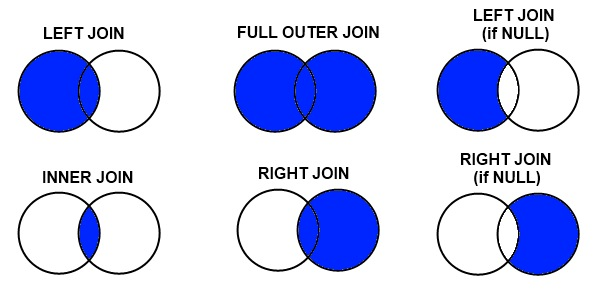 LEFT JOIN
FULL OUTER JOIN
LEFT JOIN
(if NULL)
INNER JOIN
RIGHT JOIN
RIGHT JOIN
(if NULL)